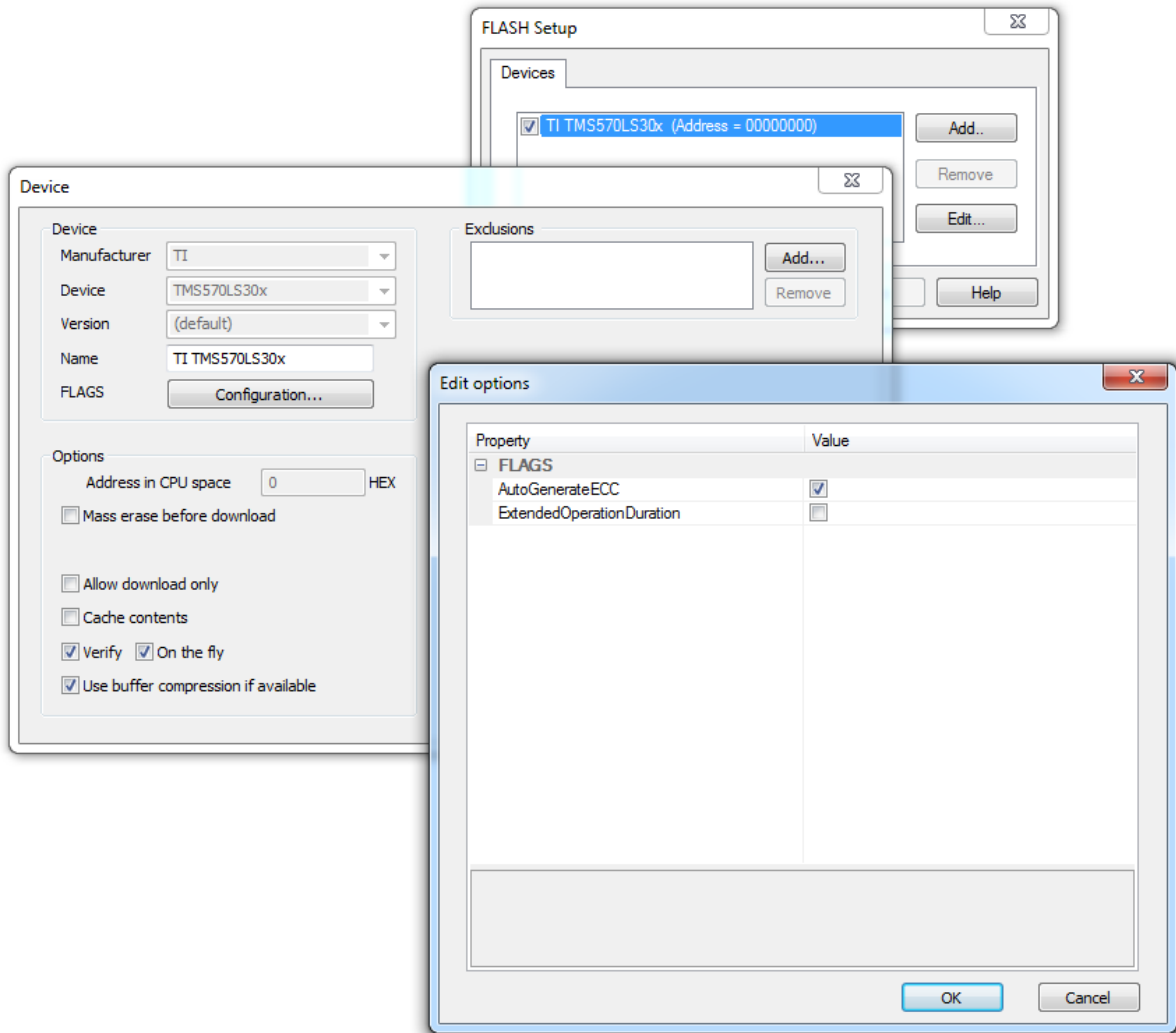 FLASH Setup
Devices
TI TMS570LS30x (Address = 00000000)
Add..
Remove
Edit...
Help
Device
Device
Manufacturer TI
Device TMS570LS30x
Version (default)
Name TI TMS570LS30x
FLAGS Configuration...
Exclusions
Add...
Remove
Options
Address in CPU space 0 HEX
Mass erase before download
Allow download only
Cache contents
Verify On the fly
Use buffer compression if available
Edit options
Property Value
FLAGS
AutoGenerateECC
ExtendedOperationDuration
OK Cancel